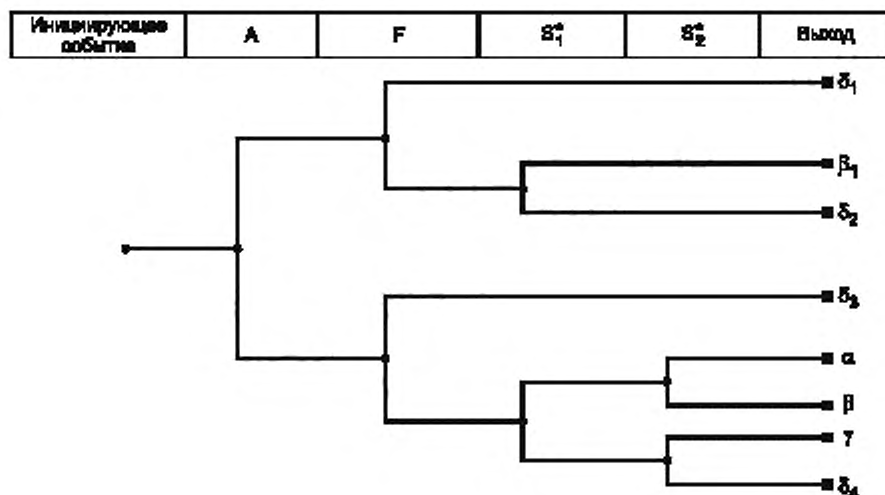 Инициирующее событие
A
F
S₁*
S₂*
Выход
δ₁
β₁
δ₂
δ₃
α
β
γ
δ₄